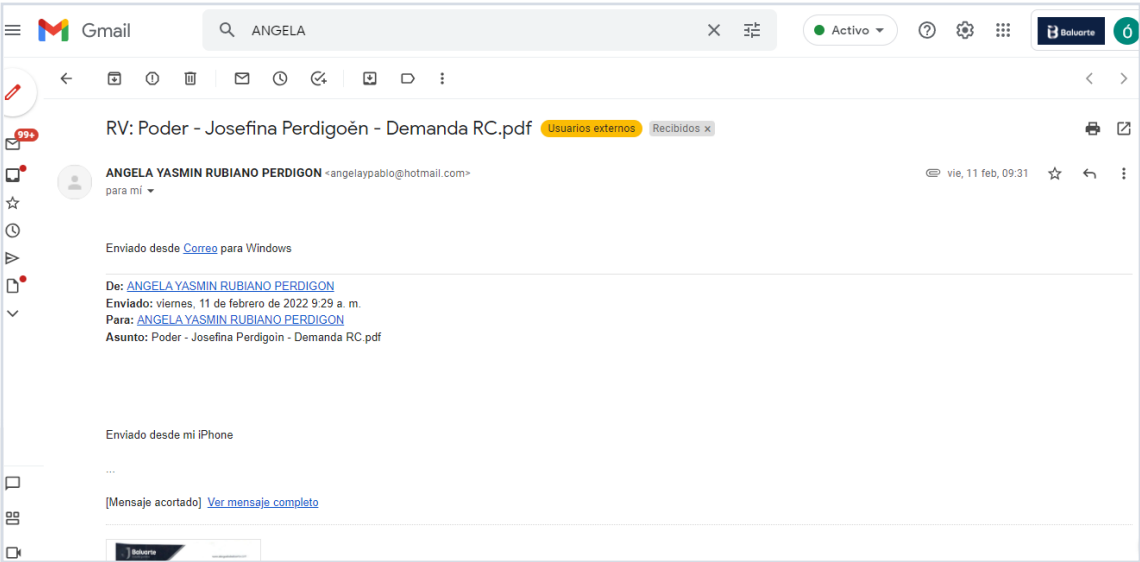 Gmail
ANGELA
Activo
Baluarte
Ó
99+
RV: Poder - Josefina Perdigoĕn - Demanda RC.pdf Usuarios externos Recibidos x
ANGELA YASMIN RUBIANO PERDIGON <angelaypablo@hotmail.com> vie, 11 feb, 09:31
para mí
Enviado desde Correo para Windows
De: ANGELA YASMIN RUBIANO PERDIGON
Enviado: viernes, 11 de febrero de 2022 9:29 a. m.
Para: ANGELA YASMIN RUBIANO PERDIGON
Asunto: Poder - Josefina Perdigoin - Demanda RC.pdf
Enviado desde mi iPhone
...
[Mensaje acortado] Ver mensaje completo
Baluarte